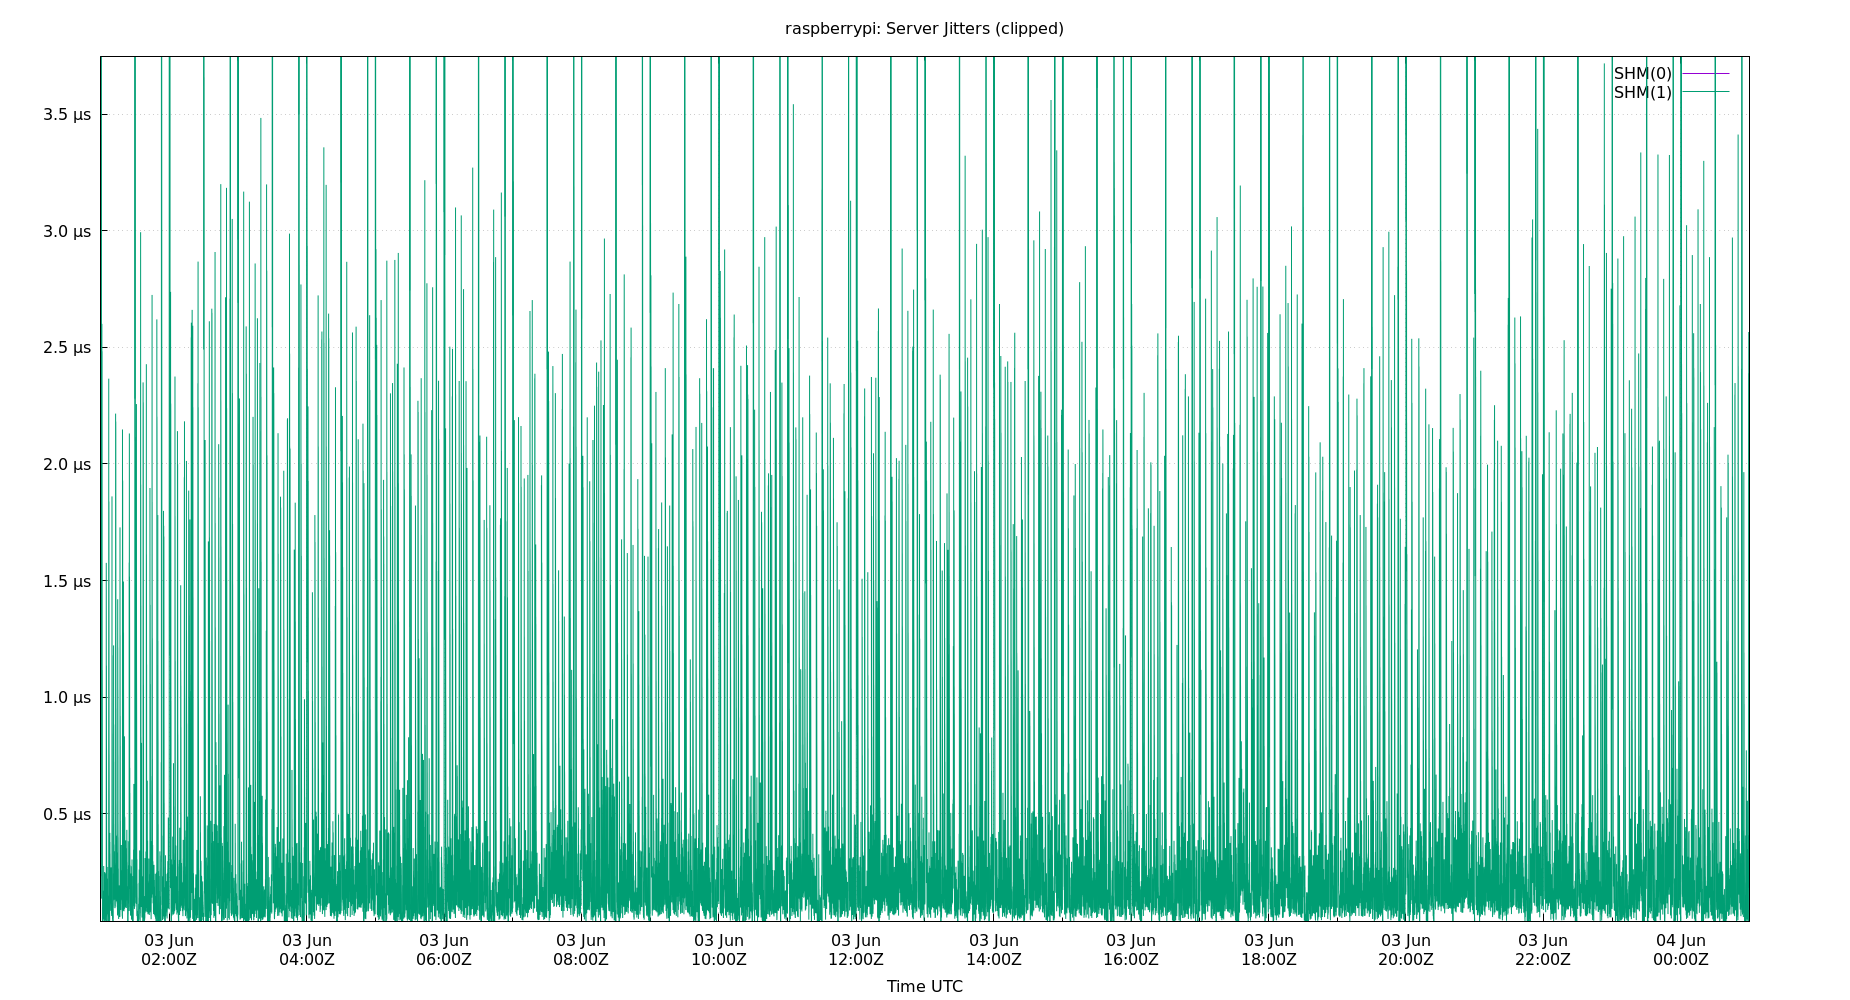 raspberrypi: Server Jitters (clipped)
SHM(0)
SHM(1)
3.5 µs
3.0 µs
2.5 µs
2.0 µs
1.5 µs
1.0 µs
0.5 µs
03 Jun 03 Jun 03 Jun 03 Jun 03 Jun 03 Jun 03 Jun 03 Jun 03 Jun 03 Jun 03 Jun 04 Jun
02:00Z 04:00Z 06:00Z 08:00Z 10:00Z 12:00Z 14:00Z 16:00Z 18:00Z 20:00Z 22:00Z 00:00Z
Time UTC